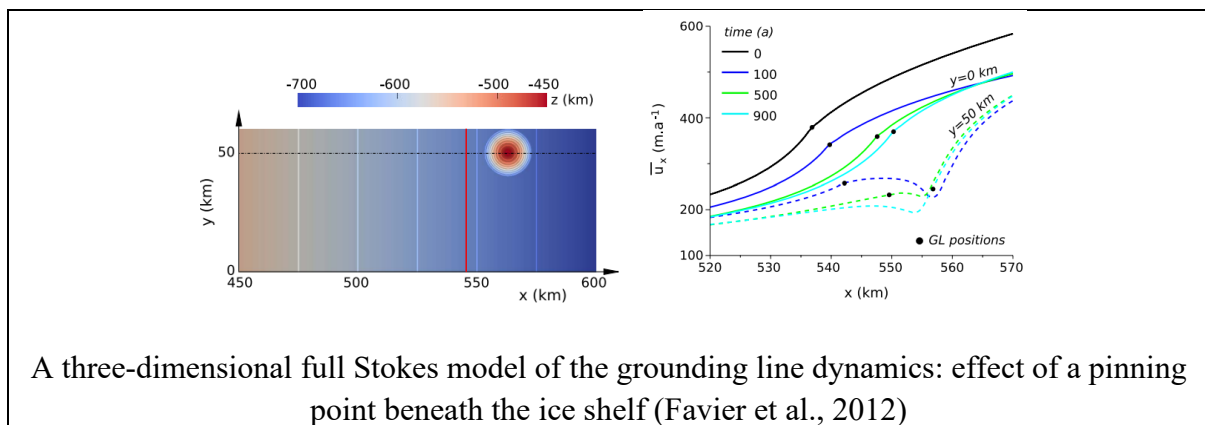 -700 -600 -500 -450
z (km)
y (km)
50
0
450 500 550 600
x (km)
600
400
200
100
u̅x (m.a⁻¹)
time (a)
0
100
500
900
y=0 km
y=50 km
GL positions
520 530 540 550 560 570
x (km)
A three-dimensional full Stokes model of the grounding line dynamics: effect of a pinning
point beneath the ice shelf (Favier et al., 2012)